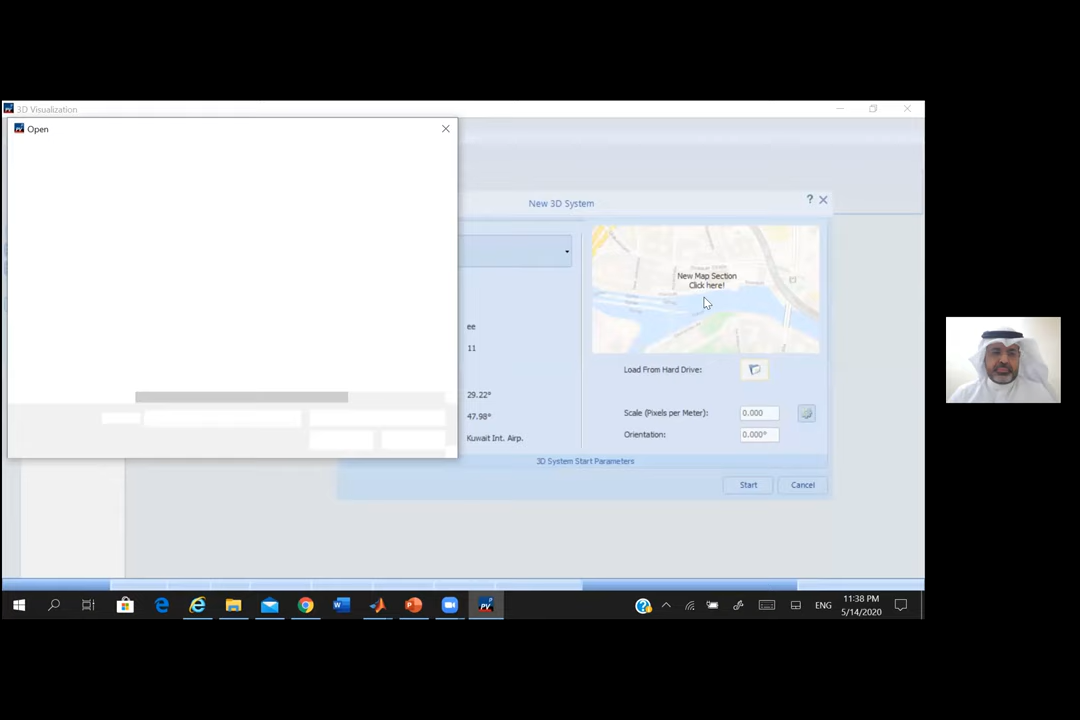 3D Visualization
Open
New 3D System
?
New Map Section
Click here!
ee
11
29.22°
47.98°
Kuwait Int. Airp.
Load From Hard Drive:
Scale (Pixels per Meter):
0.000
Orientation:
0.000°
3D System Start Parameters
Start
Cancel
ENG
11:38 PM
5/14/2020